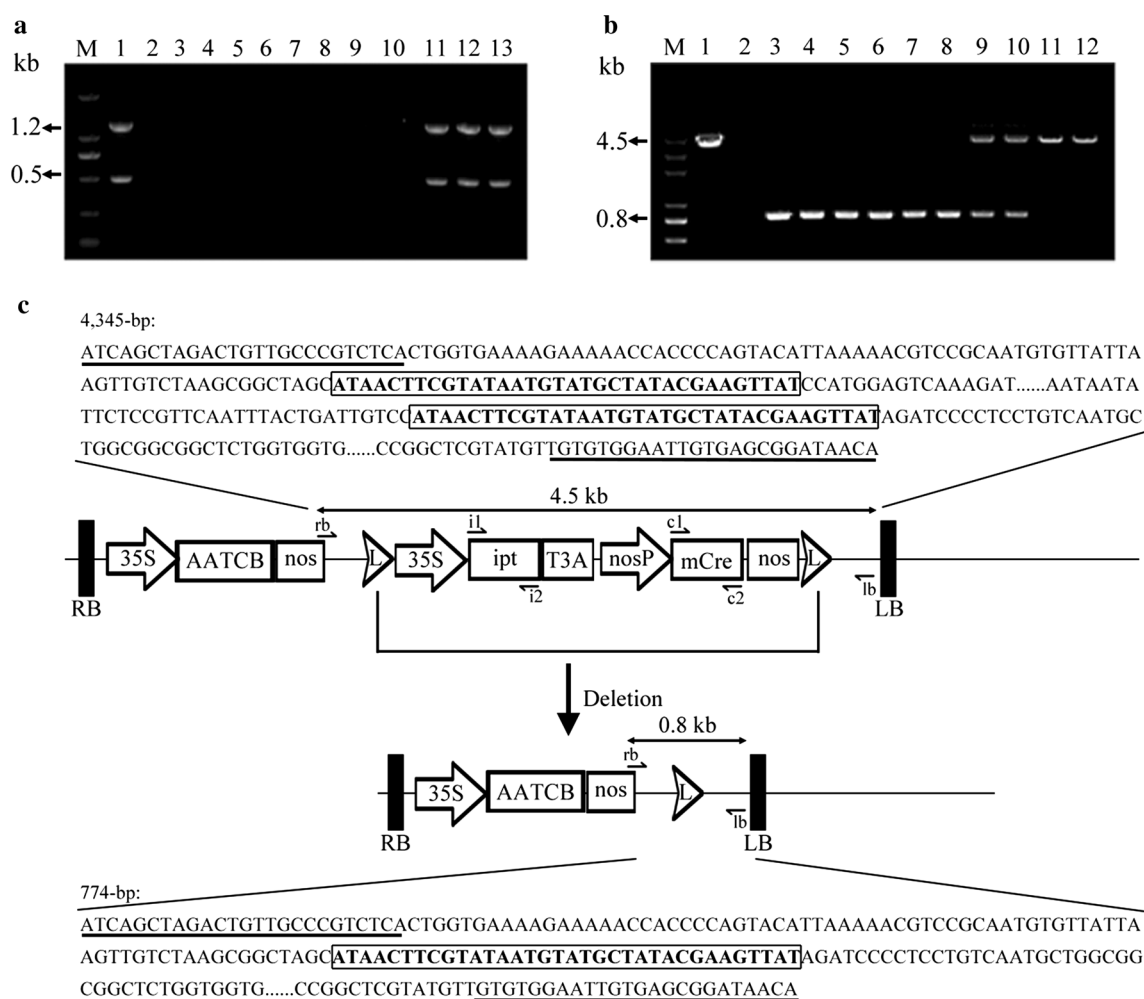 a
M 1 2 3 4 5 6 7 8 9 10 11 12 13
kb
1.2
0.5
b
M 1 2 3 4 5 6 7 8 9 10 11 12
kb
4.5
0.8
c
4,345-bp:
ATCAGCTAGACTGTTGCCCGTCTCACTGGTGAAAAGAAAAACCACCCCAGTACATTAAAAACGTCCGCAATGTGTTATTA
AGTTGTCTAAGCGGCTAGCATAACTTCGTATAATGTATGCTATACGAAGTTATCCATGGAGTCAAAGAT......AATAATA
TTCTCCGTTCAATTTACTGATTGTCCATAACTTCGTATAATGTATGCTATACGAAGTTATAGATCCCCTCCTGTCAATGC
TGGCGGCGGCTCTGGTGGTG......CCGGCTCGTATGTTGTGTGGAATTGTGAGCGGATAACA
4.5 kb
rb i1 c1
35S AATCB nos L 35S ipt T3A nosP mCre nos L
i2 c2 lb
RB LB
Deletion
0.8 kb
rb
35S AATCB nos L
lb
RB LB
774-bp:
ATCAGCTAGACTGTTGCCCGTCTCACTGGTGAAAAGAAAAACCACCCCAGTACATTAAAAACGTCCGCAATGTGTTATTA
AGTTGTCTAAGCGGCTAGCATAACTTCGTATAATGTATGCTATACGAAGTTATAGATCCCCTCCTGTCAATGCTGGCGG
CGGCTCTGGTGGTG......CCGGCTCGTATGTTGTGTGGAATTGTGAGCGGATAACA